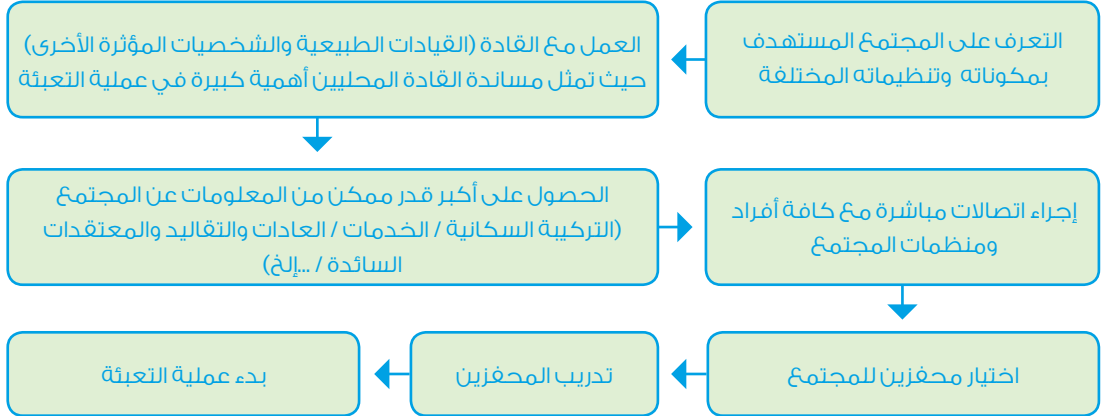 التعرف على المجتمع المستهدف
بمكوناته وتنظيماته المختلفة
العمل مع القادة (القيادات الطبيعية والشخصيات المؤثرة الأخرى)
حيث تمثل مساندة القادة المحليين أهمية كبيرة في عملية التعبئة
الحصول على أكبر قدر ممكن من المعلومات عن المجتمع
(التركيبة السكانية / الخدمات / العادات والتقاليد والمعتقدات
السائدة / ...إلخ)
إجراء اتصالات مباشرة مع كافة أفراد
ومنظمات المجتمع
اختيار محفزين للمجتمع
تدريب المحفزين
بدء عملية التعبئة